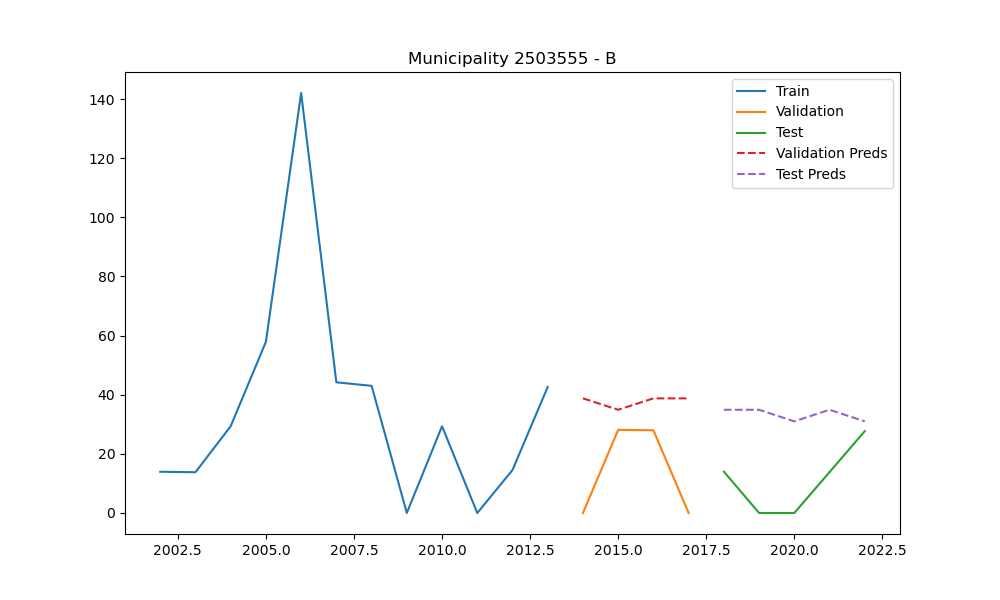 Municipality 2503555 - B
Train
Validation
Test
Validation Preds
Test Preds
140
120
100
80
60
40
20
0
2002.5 2005.0 2007.5 2010.0 2012.5 2015.0 2017.5 2020.0 2022.5